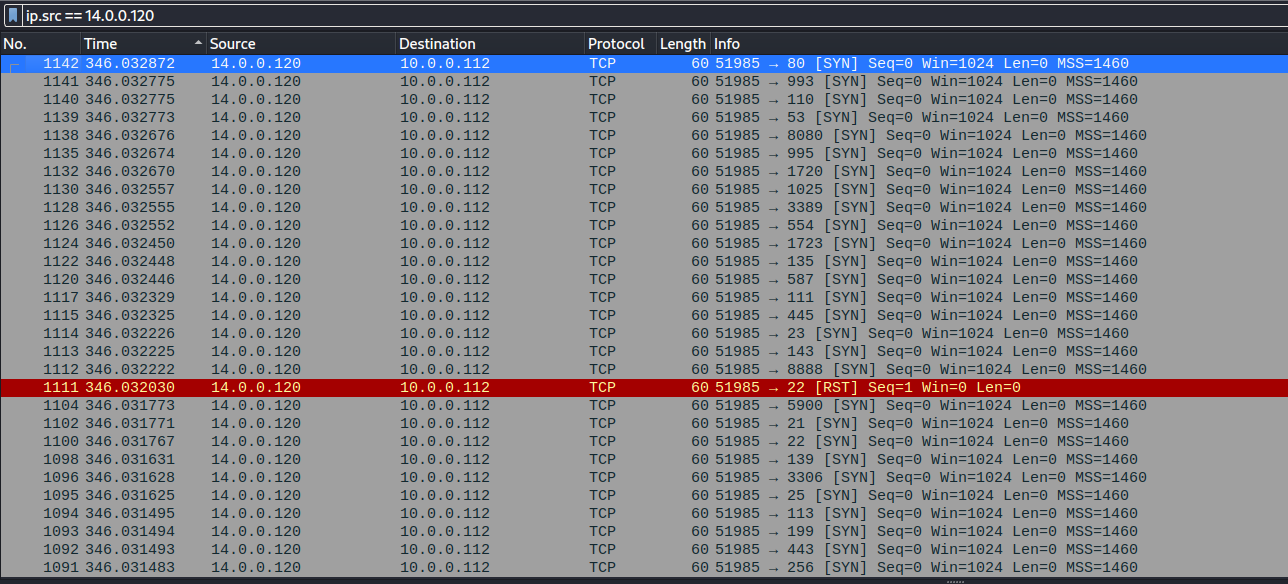 ip.src == 14.0.0.120
No. Time Source Destination Protocol Length Info
1142 346.032872 14.0.0.120 10.0.0.112 TCP 60 51985 → 80 [SYN] Seq=0 Win=1024 Len=0 MSS=1460
1141 346.032775 14.0.0.120 10.0.0.112 TCP 60 51985 → 993 [SYN] Seq=0 Win=1024 Len=0 MSS=1460
1140 346.032775 14.0.0.120 10.0.0.112 TCP 60 51985 → 110 [SYN] Seq=0 Win=1024 Len=0 MSS=1460
1139 346.032773 14.0.0.120 10.0.0.112 TCP 60 51985 → 53 [SYN] Seq=0 Win=1024 Len=0 MSS=1460
1138 346.032676 14.0.0.120 10.0.0.112 TCP 60 51985 → 8080 [SYN] Seq=0 Win=1024 Len=0 MSS=1460
1135 346.032674 14.0.0.120 10.0.0.112 TCP 60 51985 → 995 [SYN] Seq=0 Win=1024 Len=0 MSS=1460
1132 346.032670 14.0.0.120 10.0.0.112 TCP 60 51985 → 1720 [SYN] Seq=0 Win=1024 Len=0 MSS=1460
1130 346.032557 14.0.0.120 10.0.0.112 TCP 60 51985 → 1025 [SYN] Seq=0 Win=1024 Len=0 MSS=1460
1128 346.032555 14.0.0.120 10.0.0.112 TCP 60 51985 → 3389 [SYN] Seq=0 Win=1024 Len=0 MSS=1460
1126 346.032552 14.0.0.120 10.0.0.112 TCP 60 51985 → 554 [SYN] Seq=0 Win=1024 Len=0 MSS=1460
1124 346.032450 14.0.0.120 10.0.0.112 TCP 60 51985 → 1723 [SYN] Seq=0 Win=1024 Len=0 MSS=1460
1122 346.032448 14.0.0.120 10.0.0.112 TCP 60 51985 → 135 [SYN] Seq=0 Win=1024 Len=0 MSS=1460
1120 346.032446 14.0.0.120 10.0.0.112 TCP 60 51985 → 587 [SYN] Seq=0 Win=1024 Len=0 MSS=1460
1117 346.032329 14.0.0.120 10.0.0.112 TCP 60 51985 → 111 [SYN] Seq=0 Win=1024 Len=0 MSS=1460
1115 346.032325 14.0.0.120 10.0.0.112 TCP 60 51985 → 445 [SYN] Seq=0 Win=1024 Len=0 MSS=1460
1114 346.032226 14.0.0.120 10.0.0.112 TCP 60 51985 → 23 [SYN] Seq=0 Win=1024 Len=0 MSS=1460
1113 346.032225 14.0.0.120 10.0.0.112 TCP 60 51985 → 143 [SYN] Seq=0 Win=1024 Len=0 MSS=1460
1112 346.032222 14.0.0.120 10.0.0.112 TCP 60 51985 → 8888 [SYN] Seq=0 Win=1024 Len=0 MSS=1460
1111 346.032030 14.0.0.120 10.0.0.112 TCP 60 51985 → 22 [RST] Seq=1 Win=0 Len=0
1104 346.031773 14.0.0.120 10.0.0.112 TCP 60 51985 → 5900 [SYN] Seq=0 Win=1024 Len=0 MSS=1460
1102 346.031771 14.0.0.120 10.0.0.112 TCP 60 51985 → 21 [SYN] Seq=0 Win=1024 Len=0 MSS=1460
1100 346.031767 14.0.0.120 10.0.0.112 TCP 60 51985 → 22 [SYN] Seq=0 Win=1024 Len=0 MSS=1460
1098 346.031631 14.0.0.120 10.0.0.112 TCP 60 51985 → 139 [SYN] Seq=0 Win=1024 Len=0 MSS=1460
1096 346.031628 14.0.0.120 10.0.0.112 TCP 60 51985 → 3306 [SYN] Seq=0 Win=1024 Len=0 MSS=1460
1095 346.031625 14.0.0.120 10.0.0.112 TCP 60 51985 → 25 [SYN] Seq=0 Win=1024 Len=0 MSS=1460
1094 346.031495 14.0.0.120 10.0.0.112 TCP 60 51985 → 113 [SYN] Seq=0 Win=1024 Len=0 MSS=1460
1093 346.031494 14.0.0.120 10.0.0.112 TCP 60 51985 → 199 [SYN] Seq=0 Win=1024 Len=0 MSS=1460
1092 346.031493 14.0.0.120 10.0.0.112 TCP 60 51985 → 443 [SYN] Seq=0 Win=1024 Len=0 MSS=1460
1091 346.031483 14.0.0.120 10.0.0.112 TCP 60 51985 → 256 [SYN] Seq=0 Win=1024 Len=0 MSS=1460